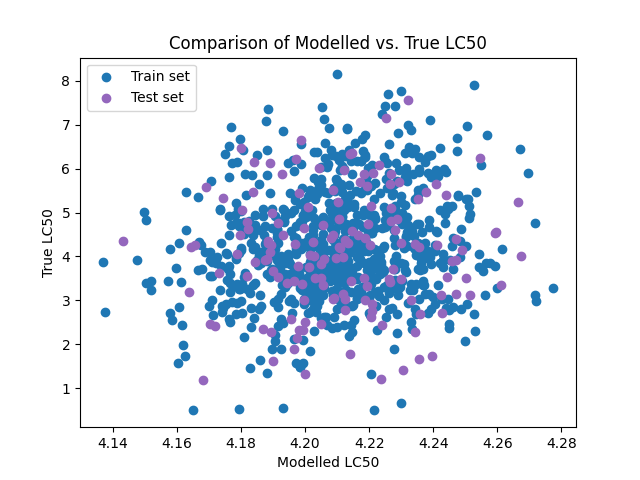 Comparison of Modelled vs. True LC50
Train set
Test set
True LC50
8
7
6
5
4
3
2
1
4.14 4.16 4.18 4.20 4.22 4.24 4.26 4.28
Modelled LC50